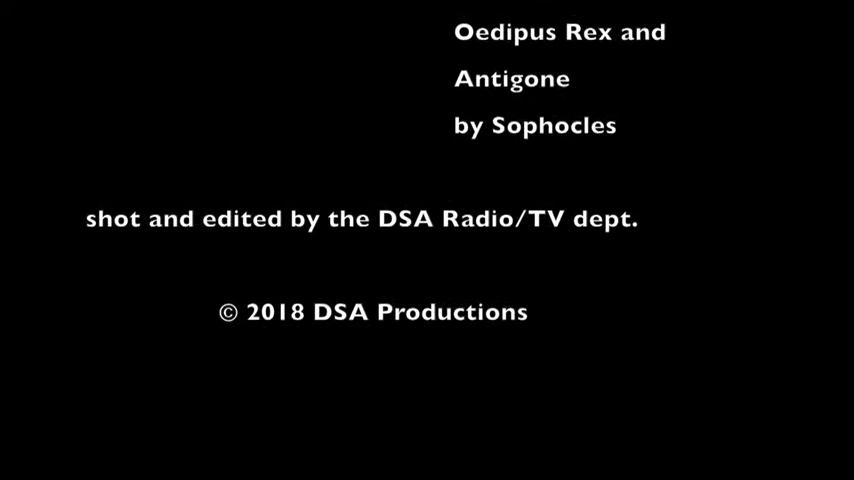 Oedipus Rex and
Antigone
by Sophocles
shot and edited by the DSA Radio/TV dept.
© 2018 DSA Productions